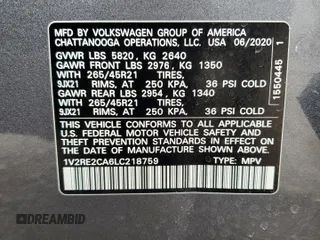 MFD BY VOLKSWAGEN GROUP OF AMERICA
CHATTANOOGA OPERATIONS, LLC. USA 06/2020
GVWR LBS 5820, KG 2640
GAWR FRONT LBS 2976, KG 1350
WITH 265/45R21 TIRES,
9JX21 RIMS, AT 250 KPA, 36 PSI COLD
GAWR REAR LBS 2954, KG 1340
WITH 265/45R21 TIRES,
9JX21 RIMS, AT 250 KPA, 36 PSI COLD
THIS VEHICLE CONFORMS TO ALL APPLICABLE
FEDERAL MOTOR VEHICLE SAFETY
IN EFFECT ON THE DATE OF MANUFACTURE
SHOWN ABOVE.
1V2RE2CA6LC218759 TYPE: MPV
1550445 1
© DREAMBID